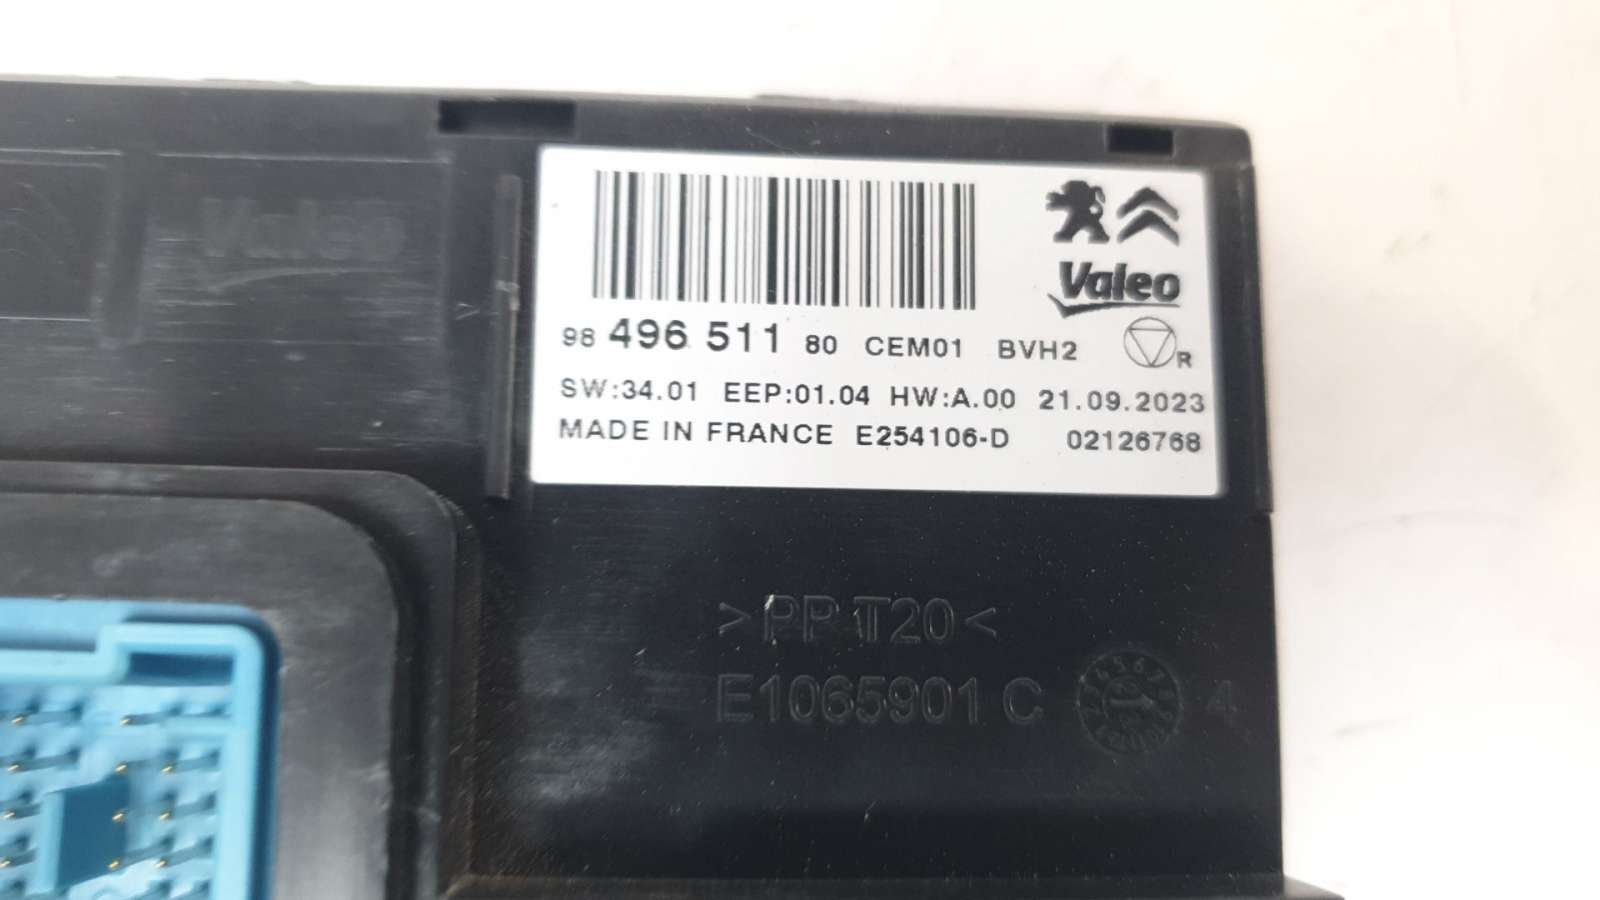 Valeo
Valeo
98 496 511 80 CEM01 BVH2 R
SW:34.01 EEP:01.04 HW:A.00 21.09.2023
MADE IN FRANCE E254106-D 02126768
>PP T20<
E1065901 C 4